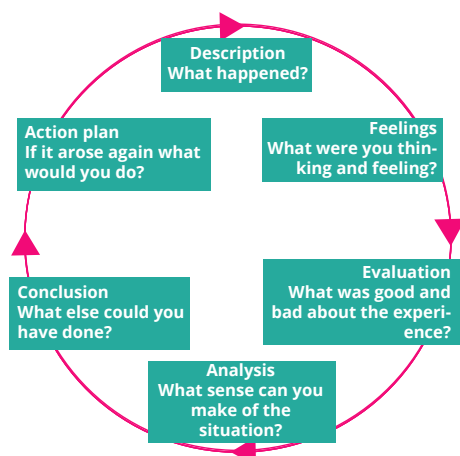 Description
What happened?
Feelings
What were you thin-
king and feeling?
Evaluation
What was good and
bad about the experi-
ence?
Analysis
What sense can you
make of the
situation?
Conclusion
What else could you
have done?
Action plan
If it arose again what
would you do?